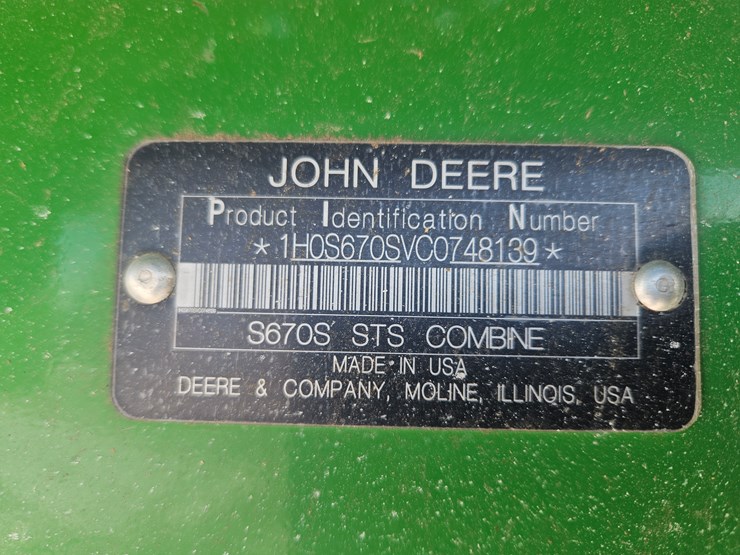 JOHN DEERE
Product Identification Number
*1H0S670SVC0748139*
S670S STS COMBINE
MADE IN USA
DEERE & COMPANY, MOLINE, ILLINOIS, USA